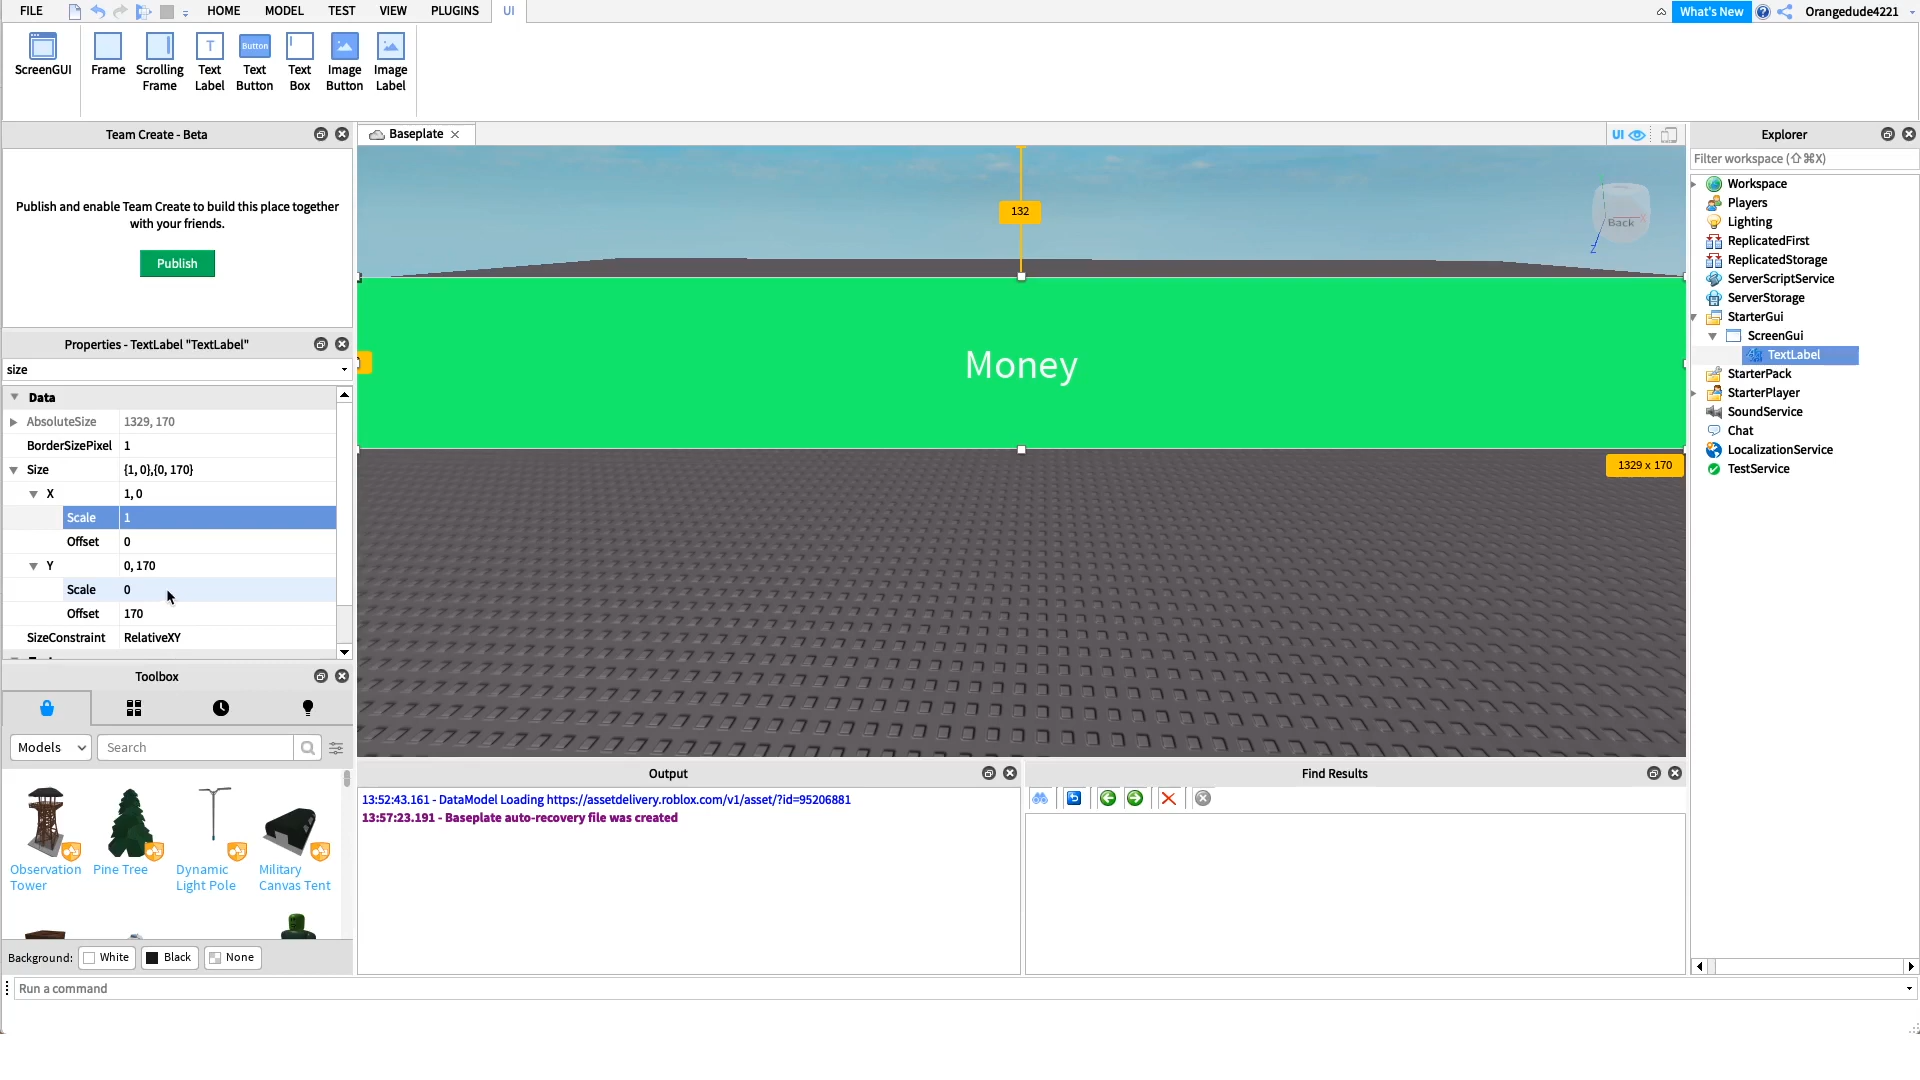 FILE HOME MODEL TEST VIEW PLUGINS UI What's New Orangedude4221
ScreenGUI Frame Scrolling Frame Text Label Button Text Button Text Box Image Button Image Label
Team Create - Beta
Publish and enable Team Create to build this place together
with your friends.
Publish
Properties - TextLabel "TextLabel"
size
Data
AbsoluteSize 1329, 170
BorderSizePixel 1
Size {1, 0},{0, 170}
X 1, 0
Scale 1
Offset 0
Y 0, 170
Scale 0
Offset 170
SizeConstraint RelativeXY
Toolbox
Models Search
Observation Tower
Pine Tree
Dynamic Light Pole
Military Canvas Tent
Background: White Black None
Run a command
Baseplate
UI
132
Back
Z
Money
1329 x 170
Output
13:52:43.161 - DataModel Loading https://assetdelivery.roblox.com/v1/asset/?id=95206881
13:57:23.191 - Baseplate auto-recovery file was created
Find Results
Explorer
Filter workspace (⇧⌘X)
Workspace
Players
Lighting
ReplicatedFirst
ReplicatedStorage
ServerScriptService
ServerStorage
StarterGui
ScreenGui
TextLabel
StarterPack
StarterPlayer
SoundService
Chat
LocalizationService
TestService